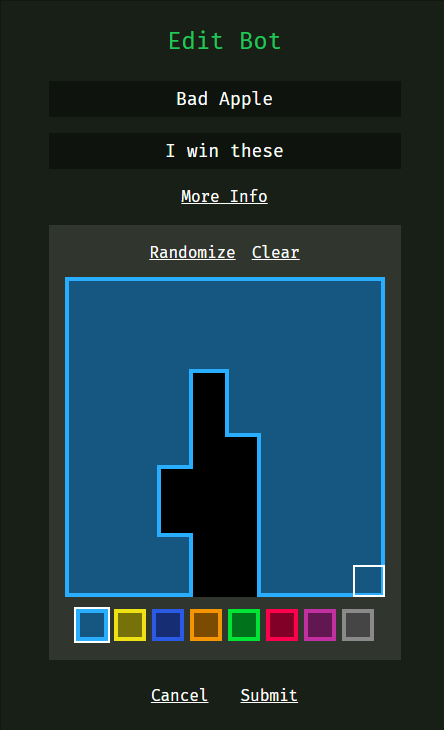 Edit Bot
Bad Apple
I win these
More Info
Randomize Clear
Cancel Submit